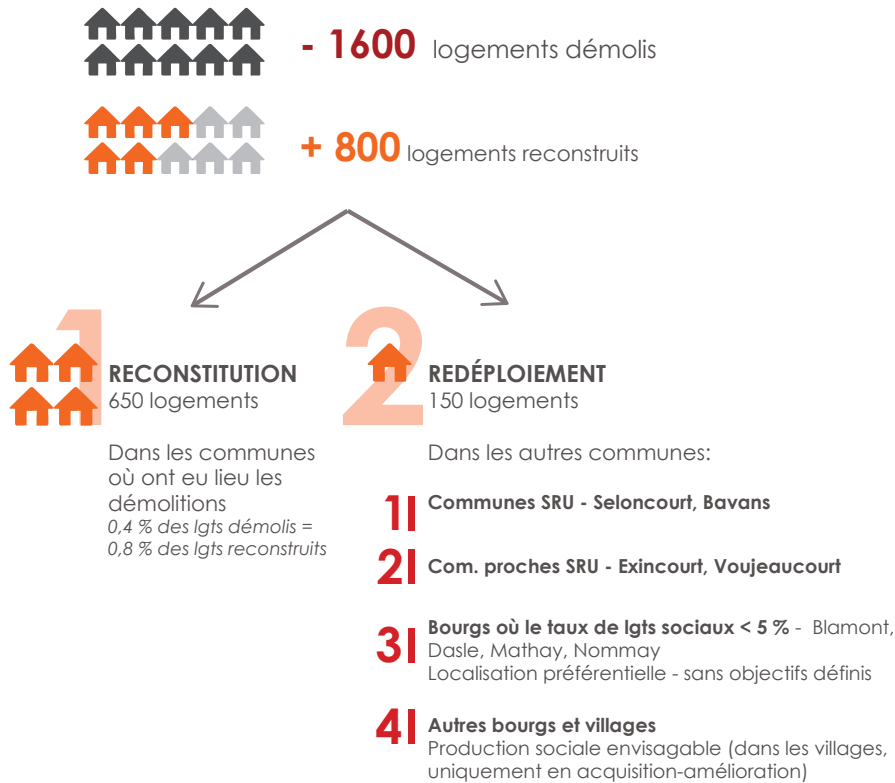 - 1600 logements démolis
+ 800 logements reconstruits
1
RECONSTITUTION
650 logements
Dans les communes
où ont eu lieu les
démolitions
0,4 % des lgts démolis =
0,8 % des lgts reconstruits
2
REDÉPLOIEMENT
150 logements
Dans les autres communes:
1| Communes SRU - Seloncourt, Bavans
2| Com. proches SRU - Exincourt, Voujeaucourt
3| Bourgs où le taux de lgts sociaux < 5 % - Blamont,
Dasle, Mathay, Nommay
Localisation préférentielle - sans objectifs définis
4| Autres bourgs et villages
Production sociale envisagable (dans les villages,
uniquement en acquisition-amélioration)